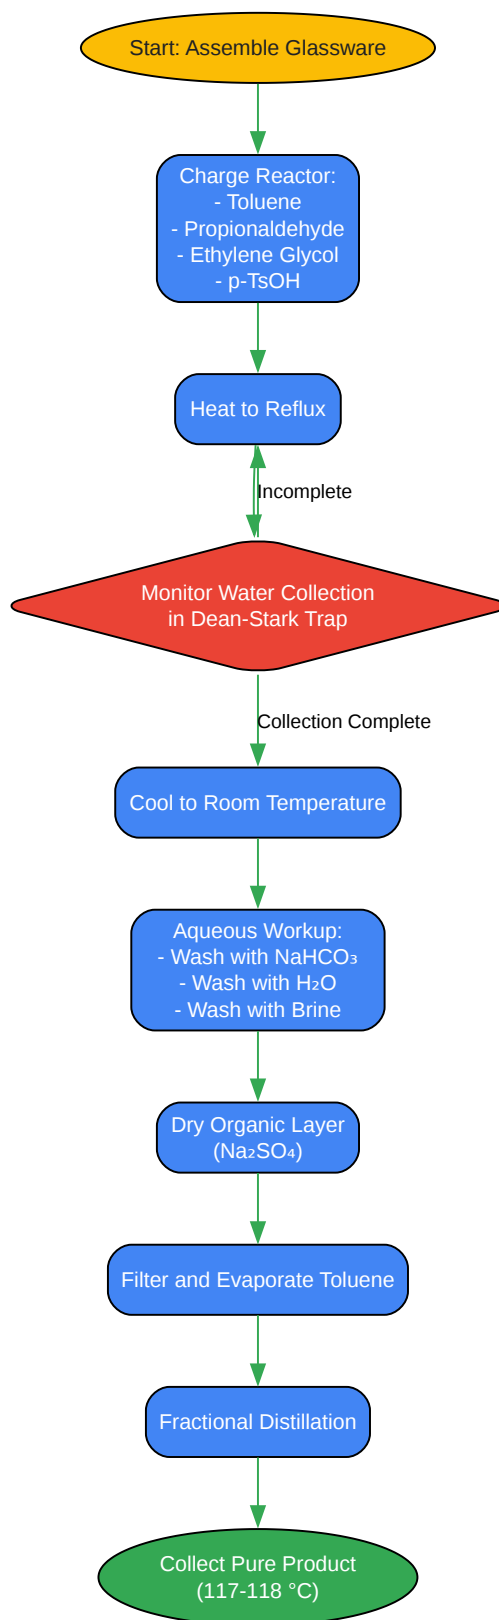 Start: Assemble Glassware
Charge Reactor:
- Toluene
- Propionaldehyde
- Ethylene Glycol
- p-TsOH
Heat to Reflux
Incomplete
Monitor Water Collection
in Dean-Stark Trap
Collection Complete
Cool to Room Temperature
Aqueous Workup:
- Wash with NaHCO₃
- Wash with H₂O
- Wash with Brine
Dry Organic Layer
(Na₂SO₄)
Filter and Evaporate Toluene
Fractional Distillation
Collect Pure Product
(117-118 °C)